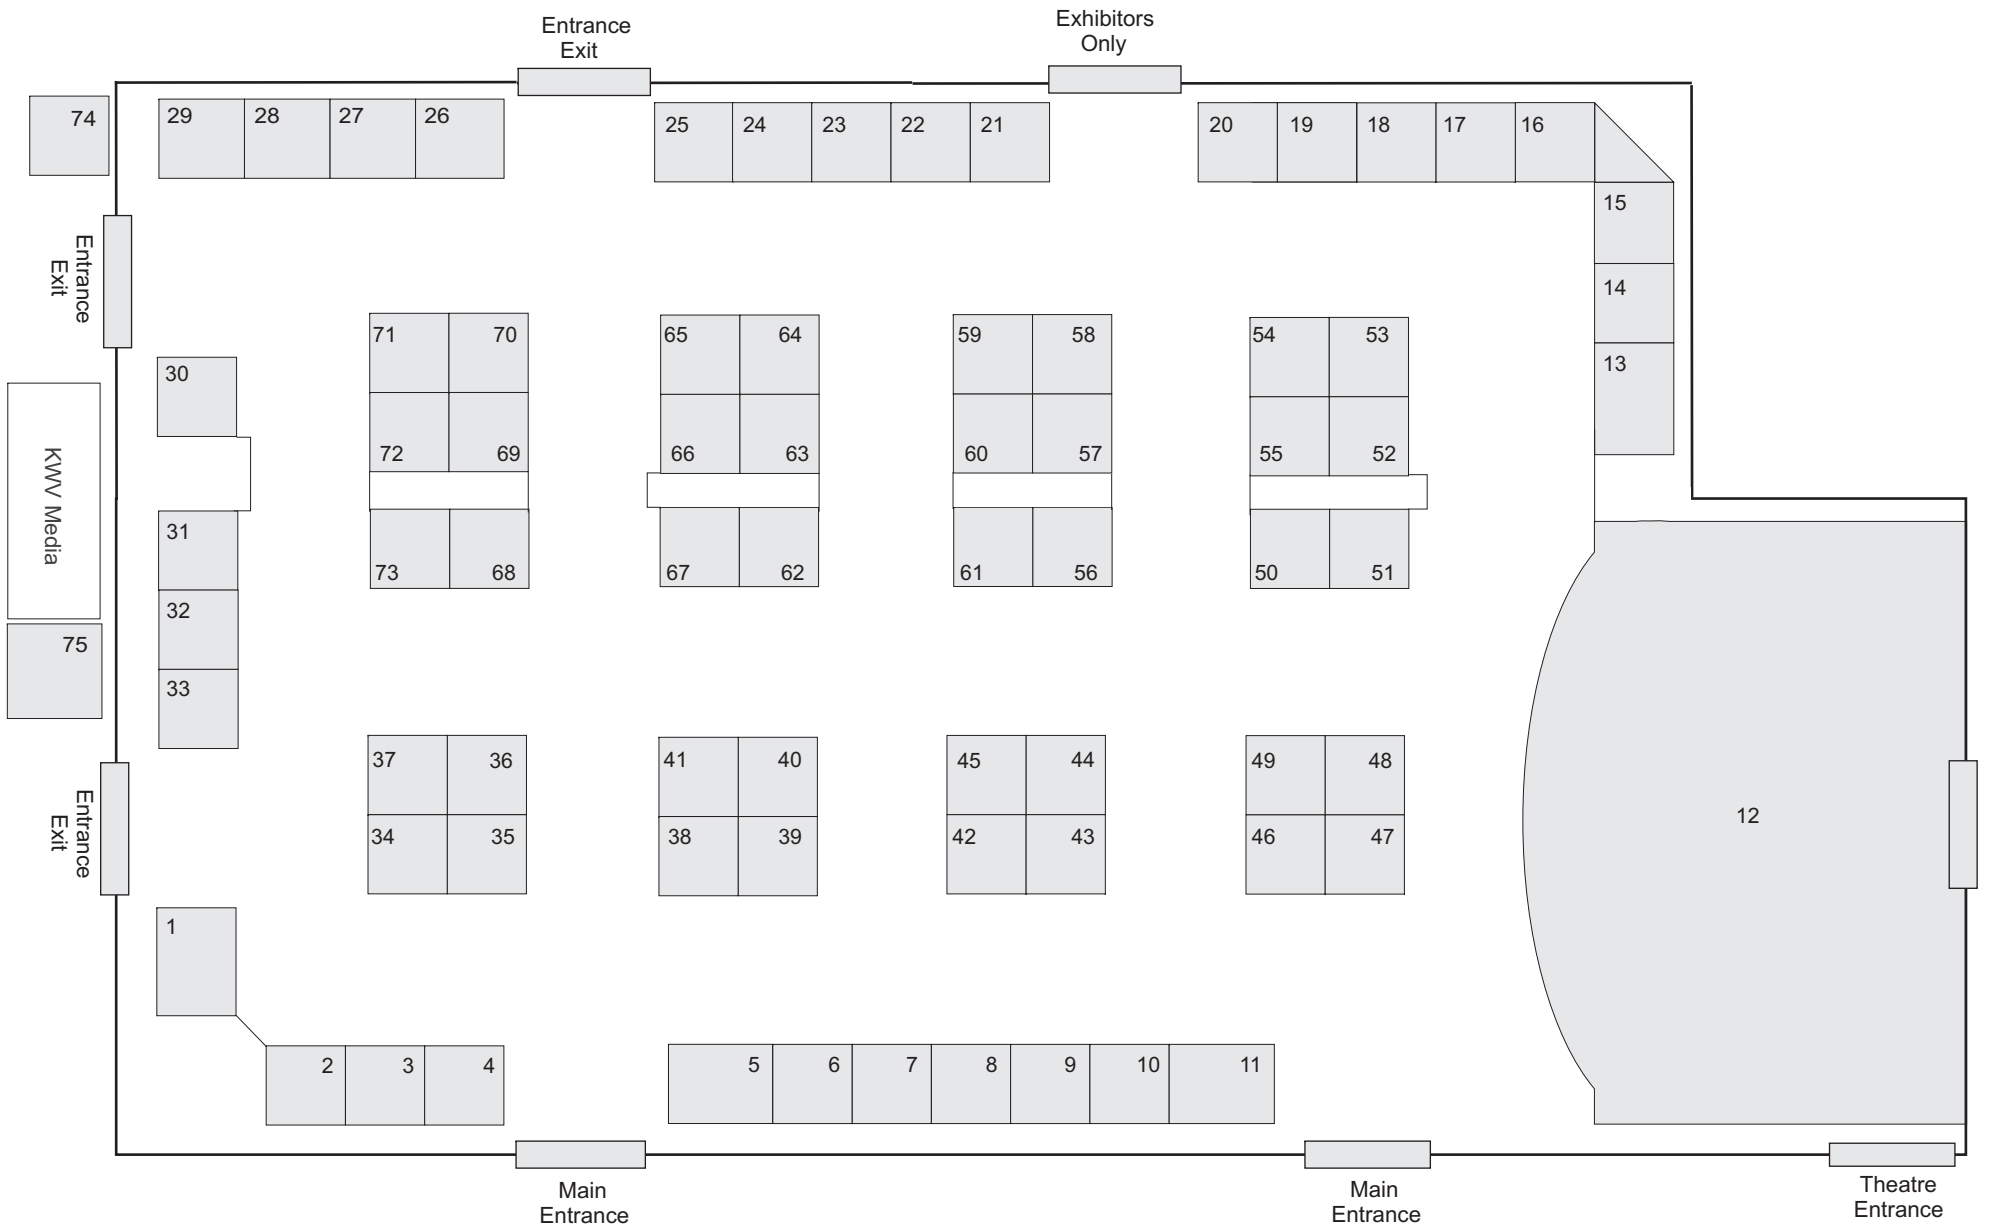 Entrance
Exit
Exhibitors
Only
74
29 28 27 26
25 24 23 22 21
20 19 18 17 16
15
Entrance
Exit
14
71 70 65 64 59 58 54 53
13
30
72 69 66 63 60 57 55 52
KWV Media
31
73 68 67 62 61 56 50 51
32
75
33
37 36 41 40 45 44 49 48
12
34 35 38 39 42 43 46 47
Entrance
Exit
1
2 3 4 5 6 7 8 9 10 11
Main
Entrance
Main
Entrance
Theatre
Entrance